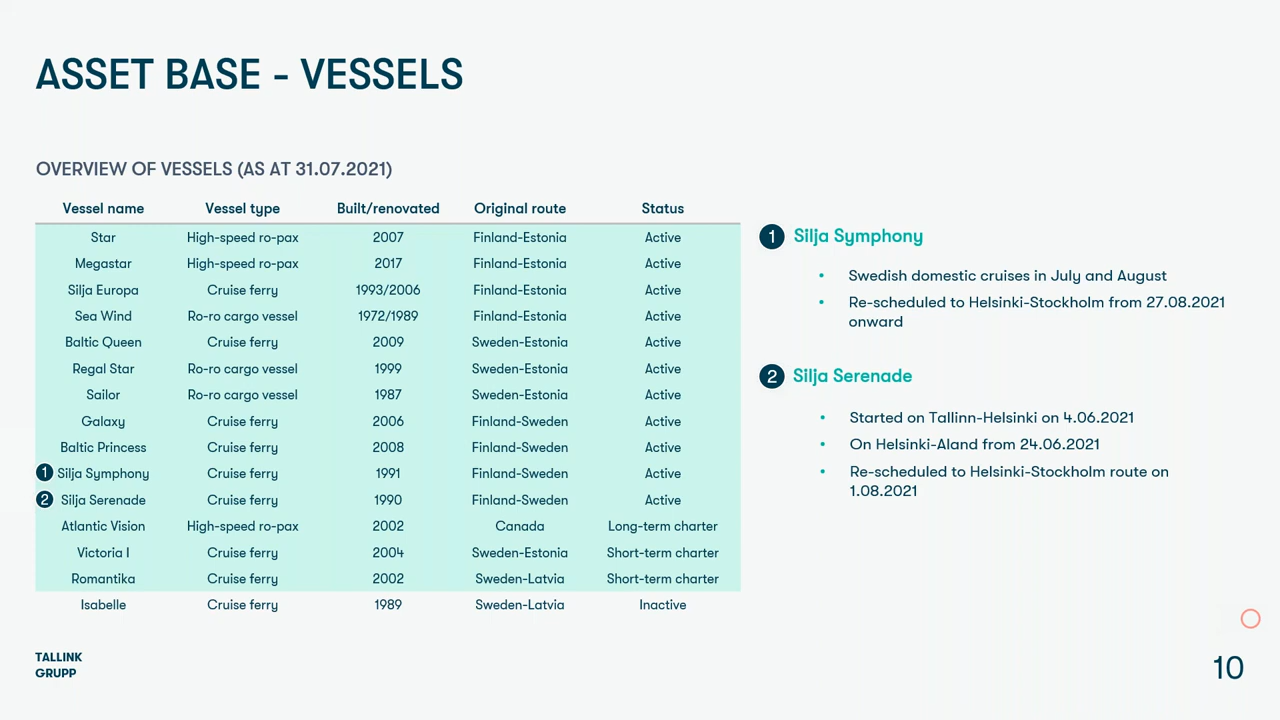 ASSET BASE - VESSELS
OVERVIEW OF VESSELS (AS AT 31.07.2021)
Vessel name Vessel type Built/renovated Original route Status
Star High-speed ro-pax 2007 Finland-Estonia Active
Megastar High-speed ro-pax 2017 Finland-Estonia Active
Silja Europa Cruise ferry 1993/2006 Finland-Estonia Active
Sea Wind Ro-ro cargo vessel 1972/1989 Finland-Estonia Active
Baltic Queen Cruise ferry 2009 Sweden-Estonia Active
Regal Star Ro-ro cargo vessel 1999 Sweden-Estonia Active
Sailor Ro-ro cargo vessel 1987 Sweden-Estonia Active
Galaxy Cruise ferry 2006 Finland-Sweden Active
Baltic Princess Cruise ferry 2008 Finland-Sweden Active
1 Silja Symphony Cruise ferry 1991 Finland-Sweden Active
2 Silja Serenade Cruise ferry 1990 Finland-Sweden Active
Atlantic Vision High-speed ro-pax 2002 Canada Long-term charter
Victoria I Cruise ferry 2004 Sweden-Estonia Short-term charter
Romantika Cruise ferry 2002 Sweden-Latvia Short-term charter
Isabelle Cruise ferry 1989 Sweden-Latvia Inactive
1 Silja Symphony
• Swedish domestic cruises in July and August
• Re-scheduled to Helsinki-Stockholm from 27.08.2021
onward
2 Silja Serenade
• Started on Tallinn-Helsinki on 4.06.2021
• On Helsinki-Aland from 24.06.2021
• Re-scheduled to Helsinki-Stockholm route on
1.08.2021
TALLINK
GRUPP
10